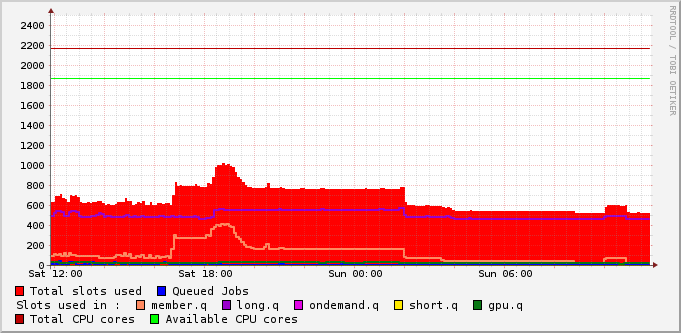 RRDTOOL / TOBI OETIKER
2400
2200
2000
1800
1600
1400
1200
1000
800
600
400
200
0
Sat 12:00 Sat 18:00 Sun 00:00 Sun 06:00
Total slots used Queued Jobs
Slots used in : member.q long.q ondemand.q short.q gpu.q
Total CPU cores Available CPU cores